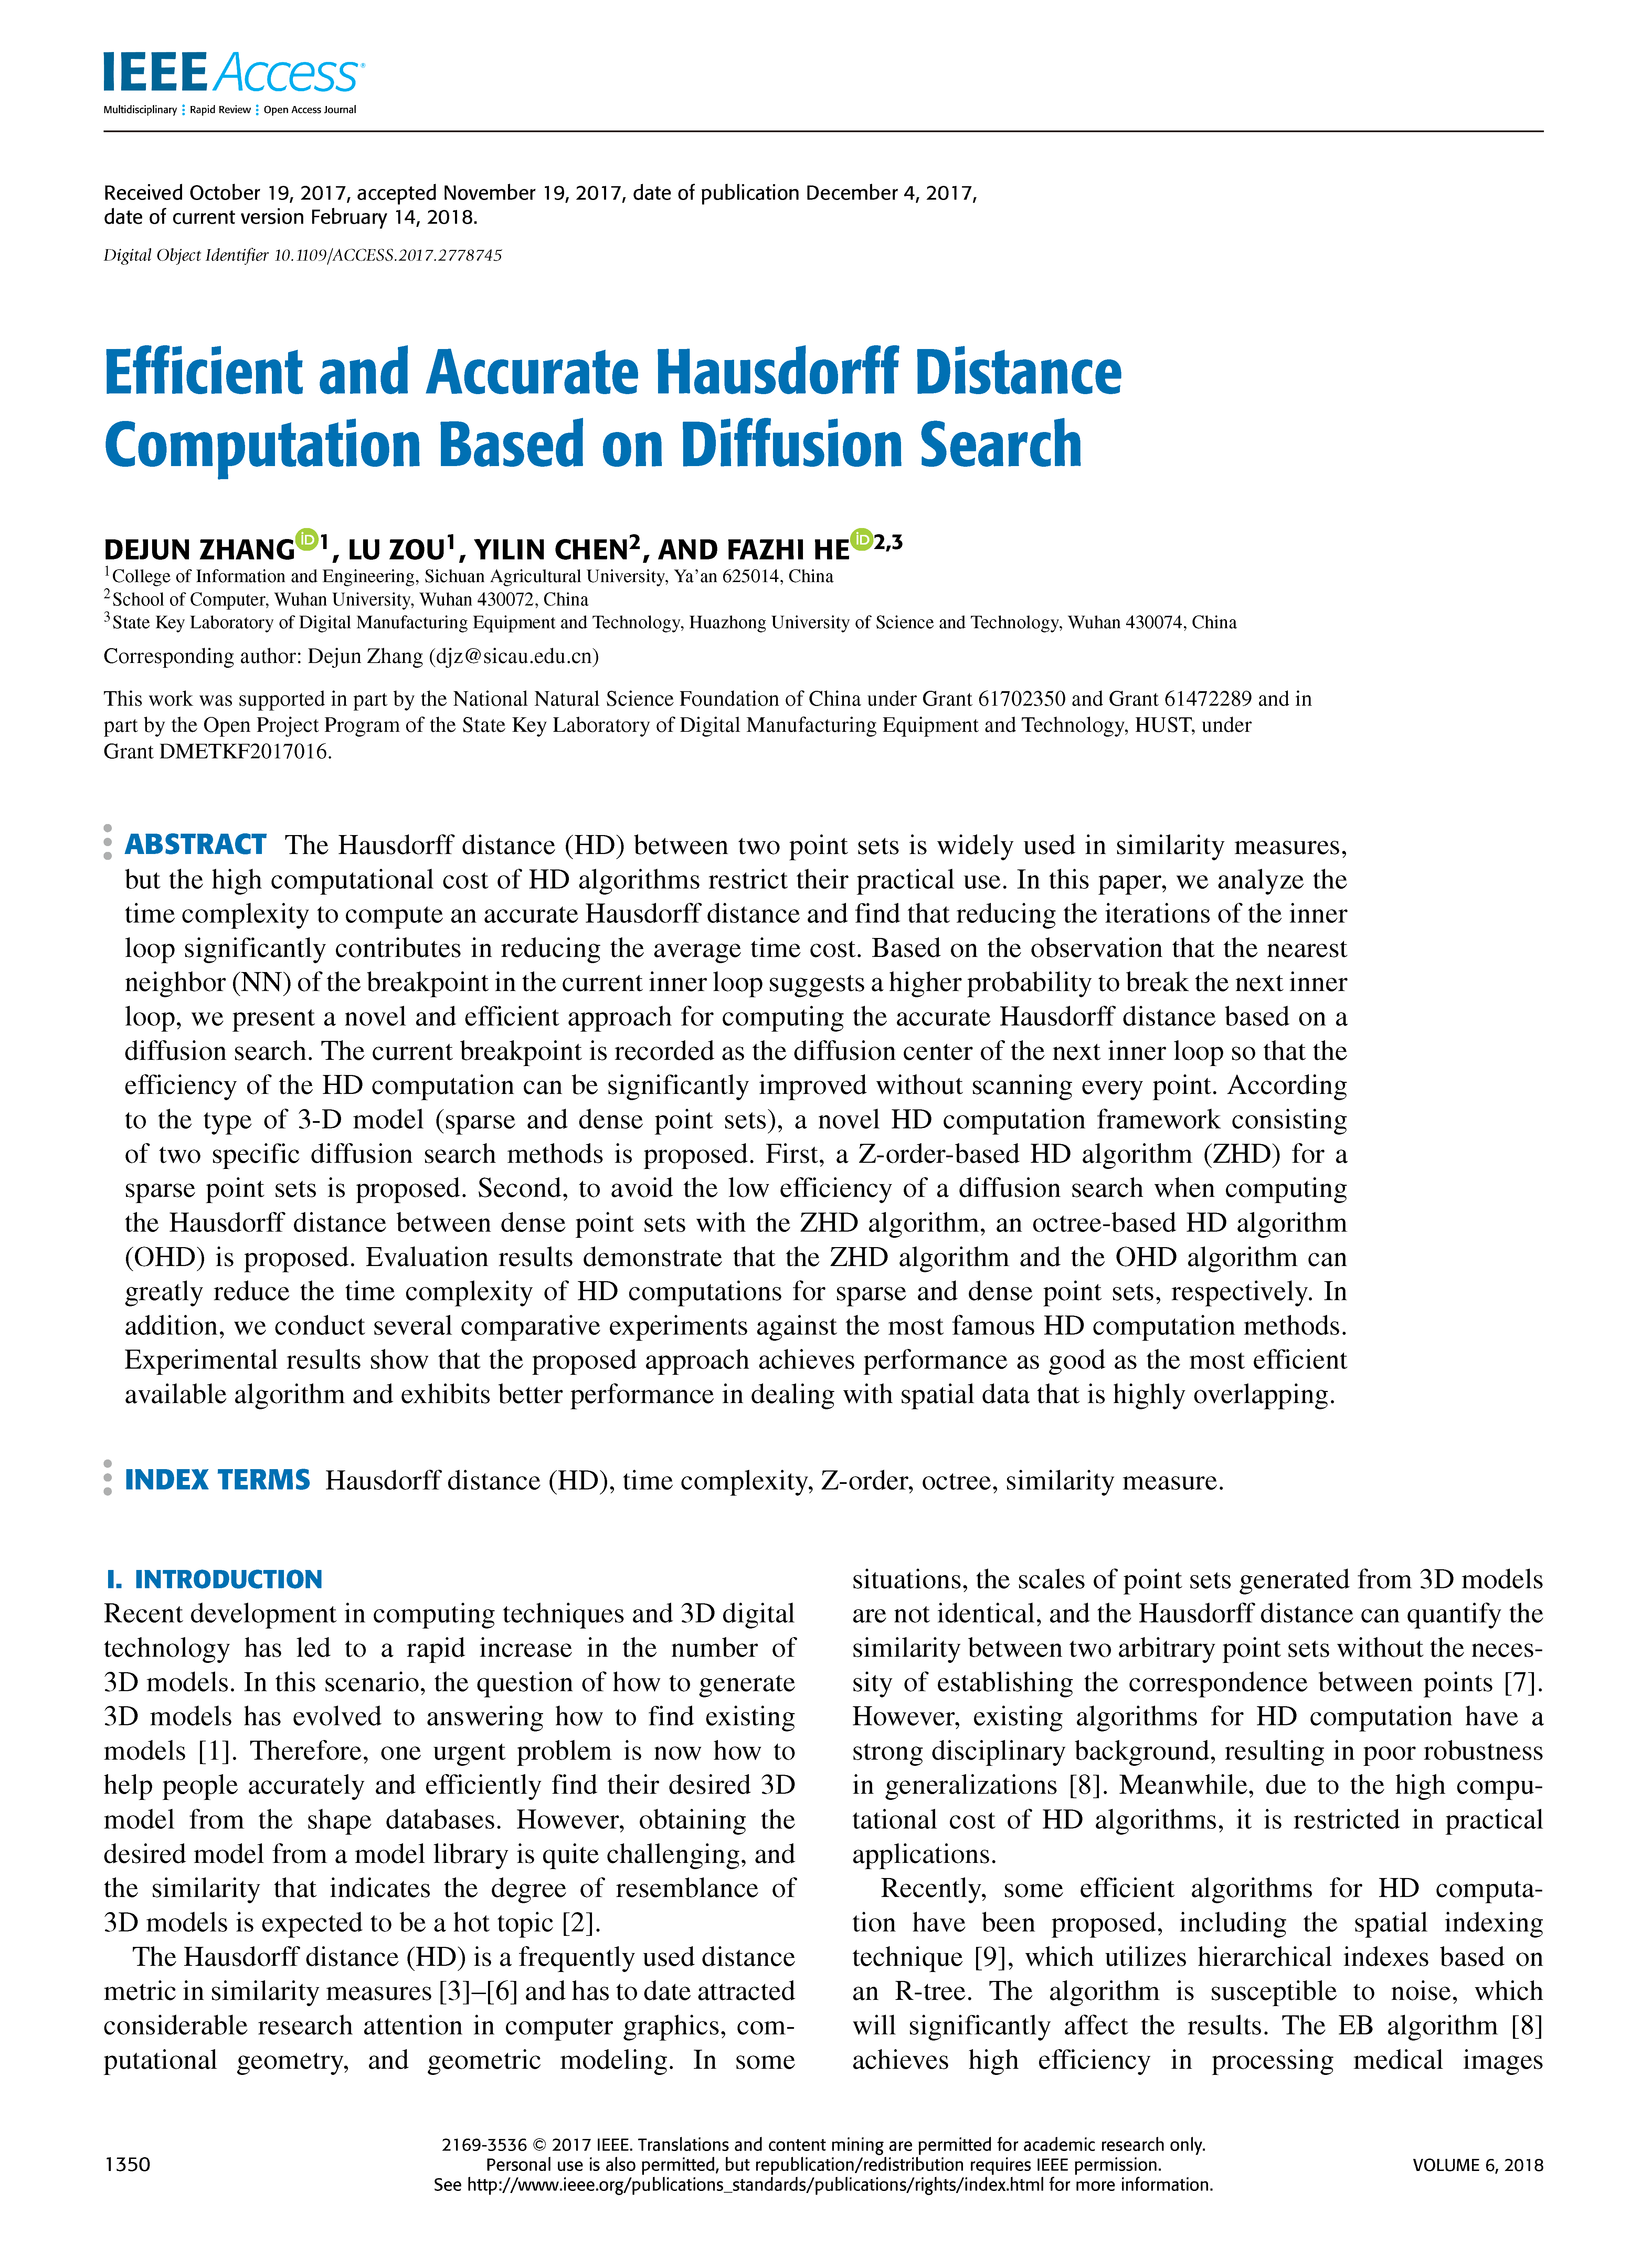 IEEE Access
Multidisciplinary Rapid Review Open Access Journal
Received October 19, 2017, accepted November 19, 2017, date of publication December 4, 2017,
date of current version February 14, 2018.
Digital Object Identifier 10.1109/ACCESS.2017.2778745
Efficient and Accurate Hausdorff Distance
Computation Based on Diffusion Search
DEJUN ZHANG iD 1, LU ZOU1, YILIN CHEN2, AND FAZHI HE iD 2,3
1College of Information and Engineering, Sichuan Agricultural University, Ya'an 625014, China
2School of Computer, Wuhan University, Wuhan 430072, China
3State Key Laboratory of Digital Manufacturing Equipment and Technology, Huazhong University of Science and Technology, Wuhan 430074, China
Corresponding author: Dejun Zhang (djz@sicau.edu.cn)
This work was supported in part by the National Natural Science Foundation of China under Grant 61702350 and Grant 61472289 and in
part by the Open Project Program of the State Key Laboratory of Digital Manufacturing Equipment and Technology, HUST, under
Grant DMETKF2017016.
ABSTRACT The Hausdorff distance (HD) between two point sets is widely used in similarity measures,
but the high computational cost of HD algorithms restrict their practical use. In this paper, we analyze the
time complexity to compute an accurate Hausdorff distance and find that reducing the iterations of the inner
loop significantly contributes in reducing the average time cost. Based on the observation that the nearest
neighbor (NN) of the breakpoint in the current inner loop suggests a higher probability to break the next inner
loop, we present a novel and efficient approach for computing the accurate Hausdorff distance based on a
diffusion search. The current breakpoint is recorded as the diffusion center of the next inner loop so that the
efficiency of the HD computation can be significantly improved without scanning every point. According
to the type of 3-D model (sparse and dense point sets), a novel HD computation framework consisting
of two specific diffusion search methods is proposed. First, a Z-order-based HD algorithm (ZHD) for a
sparse point sets is proposed. Second, to avoid the low efficiency of a diffusion search when computing
the Hausdorff distance between dense point sets with the ZHD algorithm, an octree-based HD algorithm
(OHD) is proposed. Evaluation results demonstrate that the ZHD algorithm and the OHD algorithm can
greatly reduce the time complexity of HD computations for sparse and dense point sets, respectively. In
addition, we conduct several comparative experiments against the most famous HD computation methods.
Experimental results show that the proposed approach achieves performance as good as the most efficient
available algorithm and exhibits better performance in dealing with spatial data that is highly overlapping.
INDEX TERMS Hausdorff distance (HD), time complexity, Z-order, octree, similarity measure.
I. INTRODUCTION
Recent development in computing techniques and 3D digital
technology has led to a rapid increase in the number of
3D models. In this scenario, the question of how to generate
3D models has evolved to answering how to find existing
models [1]. Therefore, one urgent problem is now how to
help people accurately and efficiently find their desired 3D
model from the shape databases. However, obtaining the
desired model from a model library is quite challenging, and
the similarity that indicates the degree of resemblance of
3D models is expected to be a hot topic [2].
The Hausdorff distance (HD) is a frequently used distance
metric in similarity measures [3]–[6] and has to date attracted
considerable research attention in computer graphics, com-
putational geometry, and geometric modeling. In some
situations, the scales of point sets generated from 3D models
are not identical, and the Hausdorff distance can quantify the
similarity between two arbitrary point sets without the neces-
sity of establishing the correspondence between points [7].
However, existing algorithms for HD computation have a
strong disciplinary background, resulting in poor robustness
in generalizations [8]. Meanwhile, due to the high compu-
tational cost of HD algorithms, it is restricted in practical
applications.
Recently, some efficient algorithms for HD computa-
tion have been proposed, including the spatial indexing
technique [9], which utilizes hierarchical indexes based on
an R-tree. The algorithm is susceptible to noise, which
will significantly affect the results. The EB algorithm [8]
achieves high efficiency in processing medical images
1350
2169-3536 © 2017 IEEE. Translations and content mining are permitted for academic research only.
Personal use is also permitted, but republication/redistribution requires IEEE permission.
See http://www.ieee.org/publications_standards/publications/rights/index.html for more information.
VOLUME 6, 2018